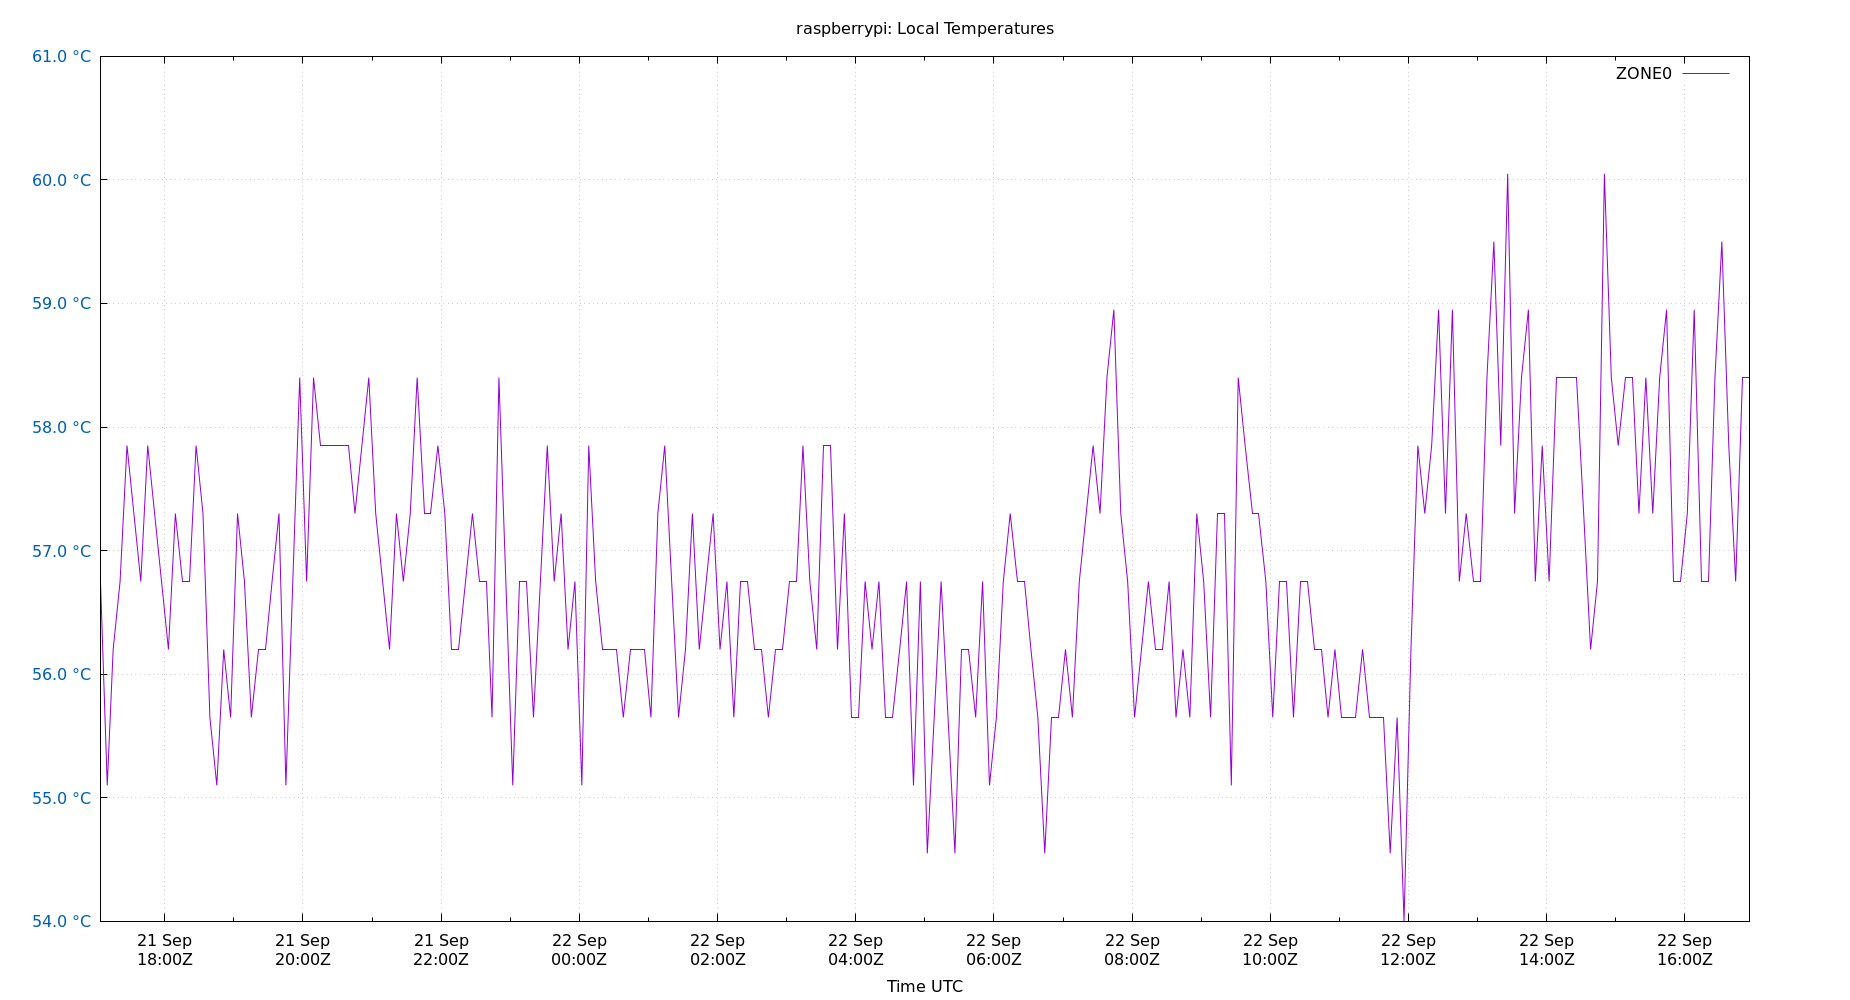 raspberrypi: Local Temperatures
61.0 °C
ZONE0
60.0 °C
59.0 °C
58.0 °C
57.0 °C
56.0 °C
55.0 °C
54.0 °C
21 Sep 21 Sep 21 Sep 22 Sep 22 Sep 22 Sep 22 Sep 22 Sep 22 Sep 22 Sep 22 Sep 22 Sep
18:00Z 20:00Z 22:00Z 00:00Z 02:00Z 04:00Z 06:00Z 08:00Z 10:00Z 12:00Z 14:00Z 16:00Z
Time UTC